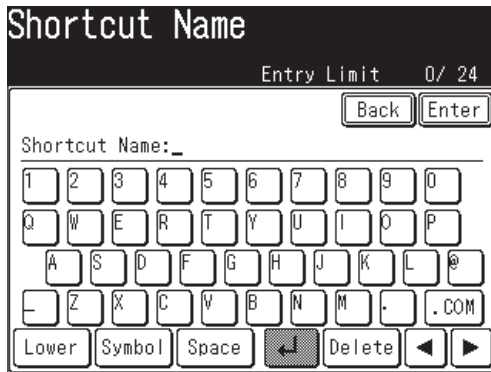 Shortcut Name
Entry Limit 0/ 24
Back Enter
Shortcut Name:_
1 2 3 4 5 6 7 8 9 0
Q W E R T Y U I O P
A S D F G H J K L @
_ Z X C V B N M . .COM
Lower Symbol Space ↵ Delete ◀ ▶